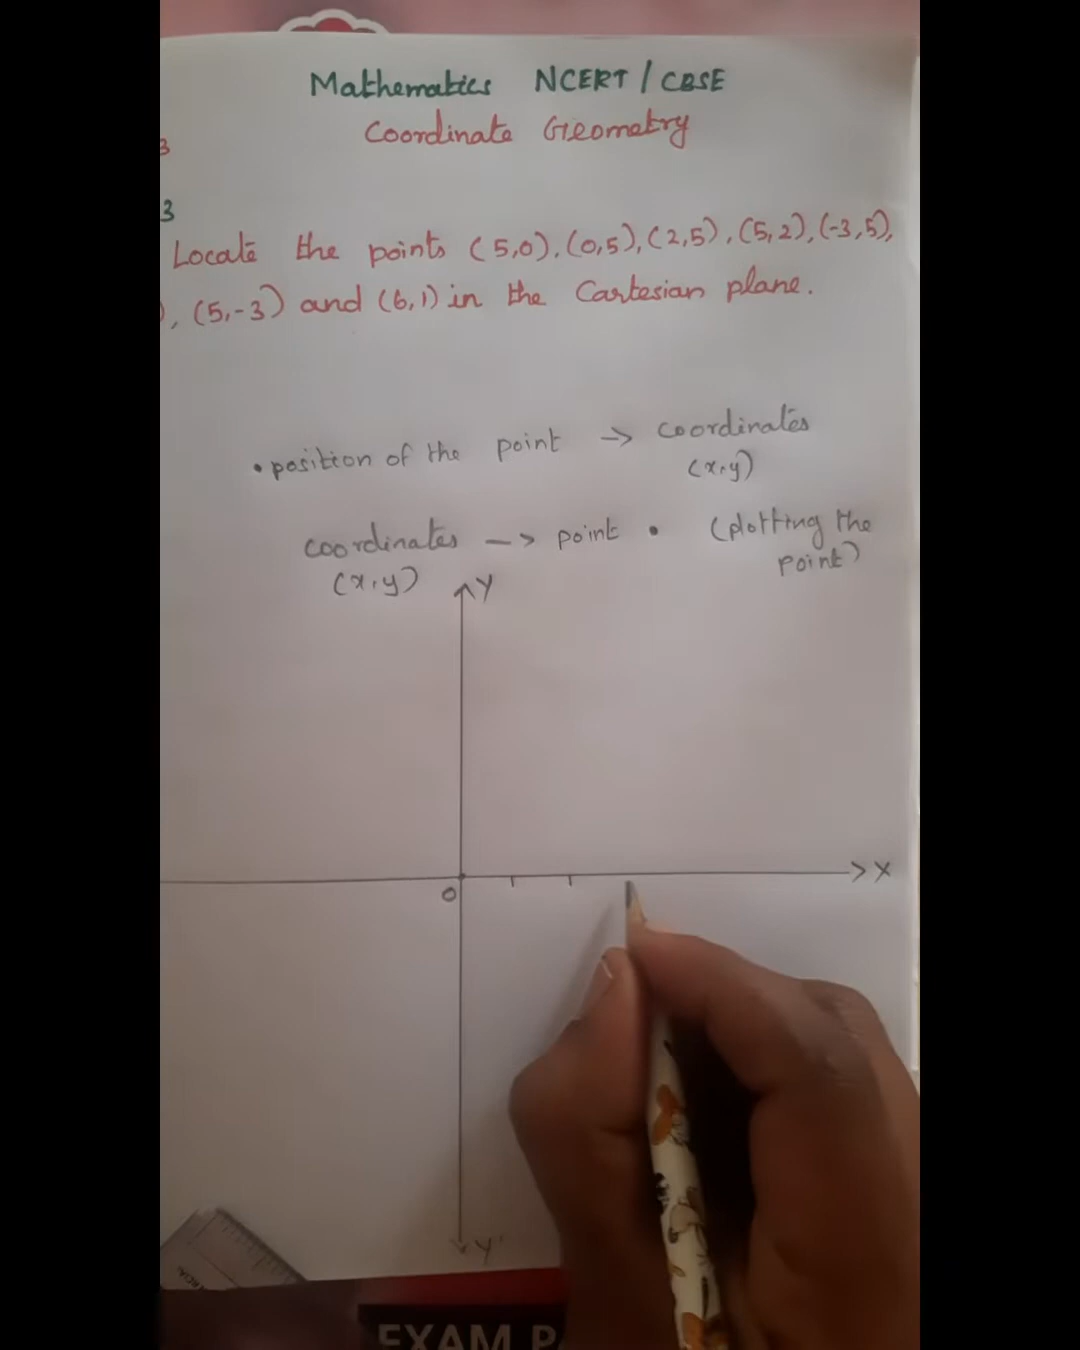 Mathematics NCERT / CBSE
Coordinate Geometry
3
3
Locate the points (5,0), (0,5), (2,5), (5,2), (-3,5),
), (5,-3) and (6,1) in the Cartesian plane.
• position of the point -> coordinates
(x,y)
coordinates -> point • (plotting the
point)
(x,y)
Y
X
O
Y'
EXAM P